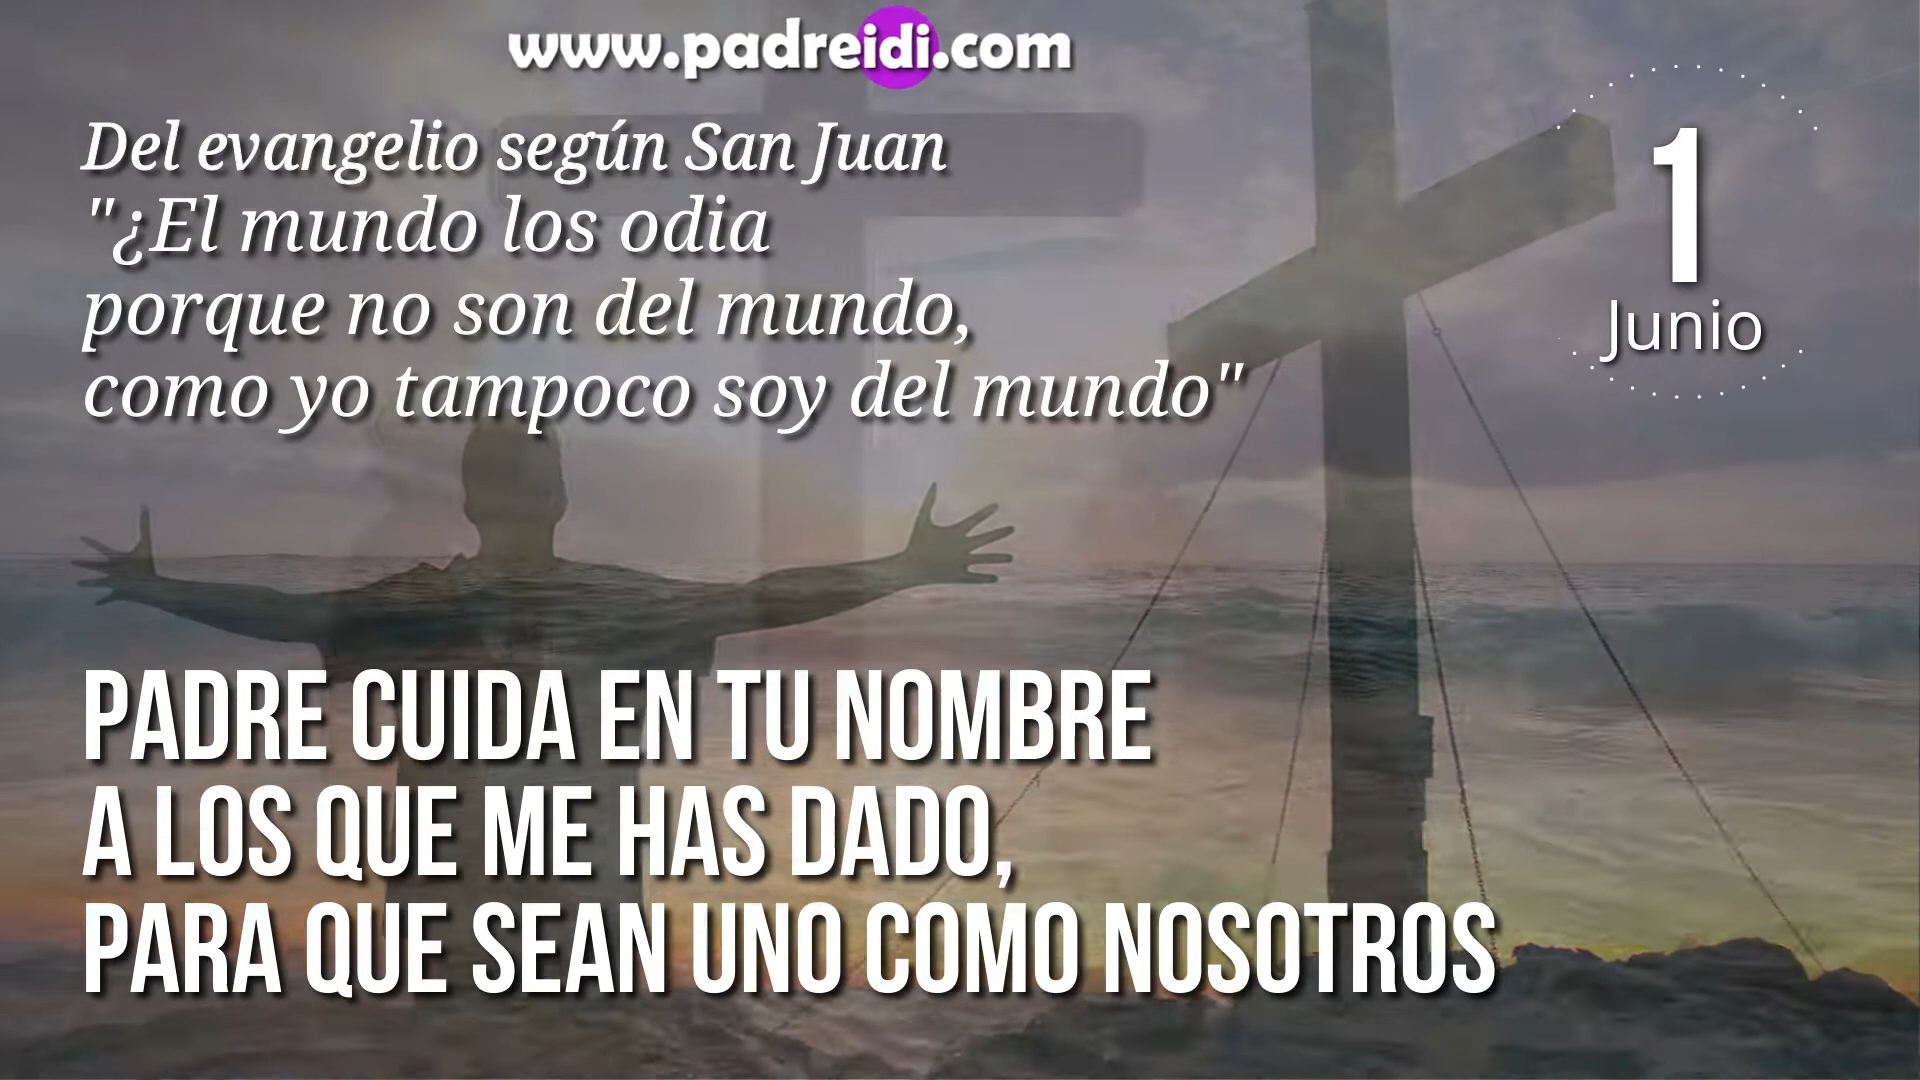 www.padreidi.com
Del evangelio según San Juan
"¿El mundo los odia
porque no son del mundo,
como yo tampoco soy del mundo"
1
Junio
PADRE CUIDA EN TU NOMBRE
A LOS QUE ME HAS DADO,
PARA QUE SEAN UNO COMO NOSOTROS